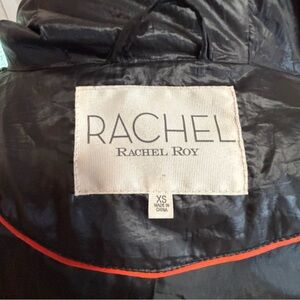 RACHEL
RACHEL ROY
XS
MADE IN
CHINA